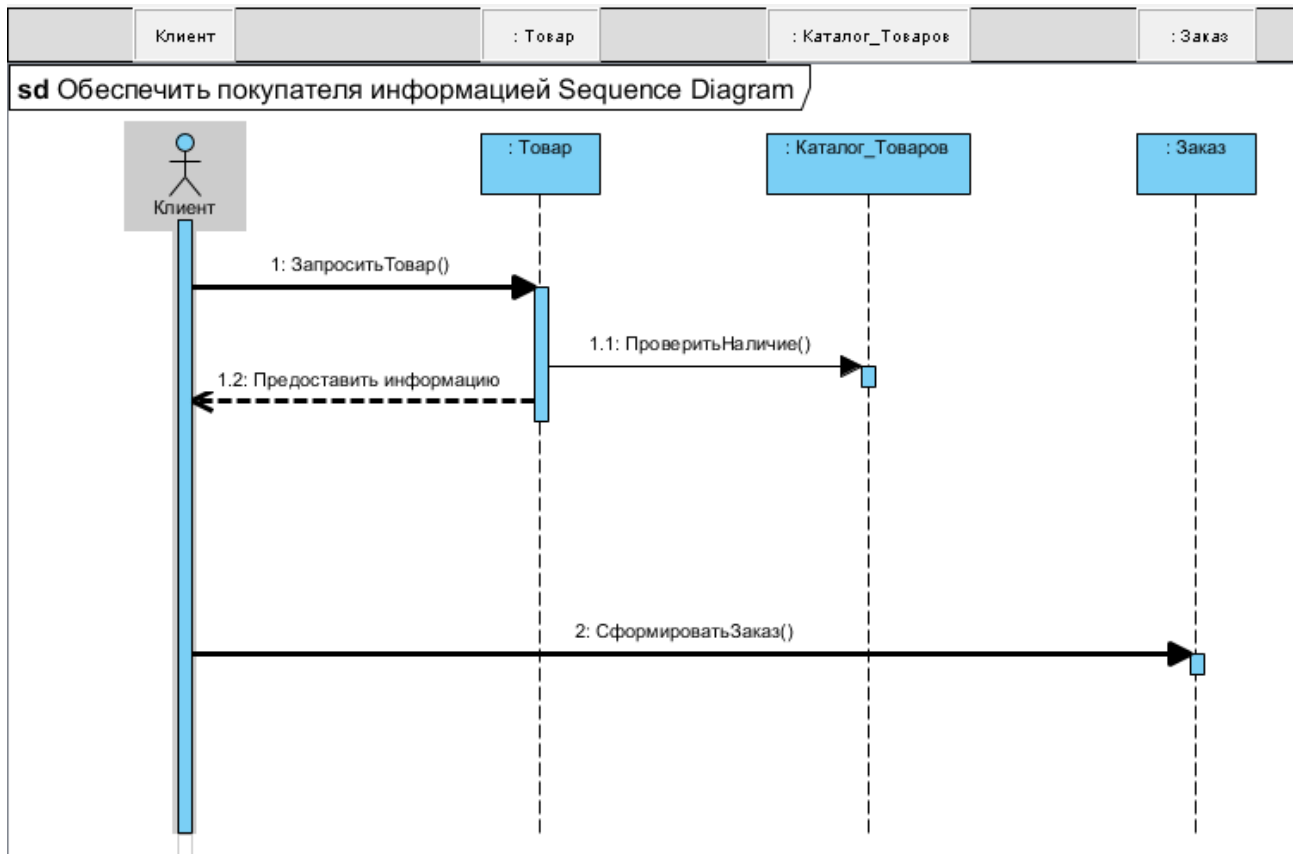 Клиент
: Товар
: Каталог_Товаров
: Заказ
sd Обеспечить покупателя информацией Sequence Diagram
: Товар
: Каталог_Товаров
: Заказ
Клиент
1: ЗапроситьТовар()
1.1: ПроверитьНаличие()
1.2: Предоставить информацию
2: СформироватьЗаказ()